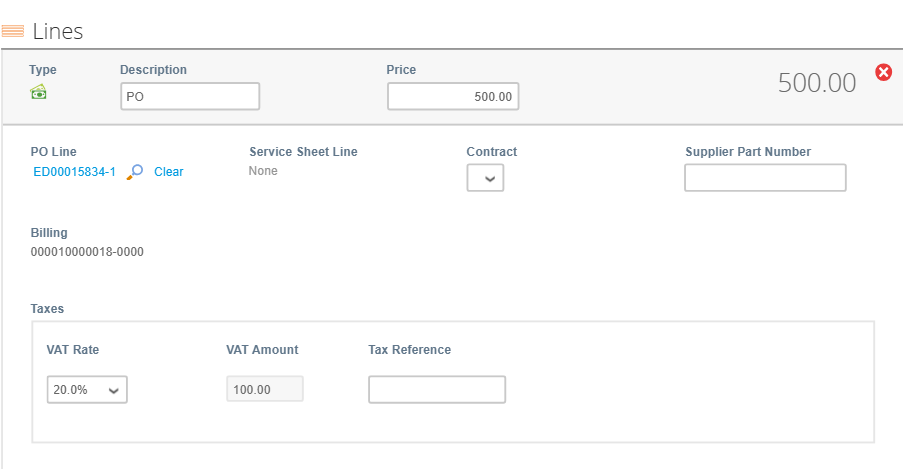 Lines
Type Description Price
PO 500.00 500.00
PO Line Service Sheet Line Contract Supplier Part Number
ED00015834-1 Clear None
Billing
000010000018-0000
Taxes
VAT Rate VAT Amount Tax Reference
20.0% 100.00